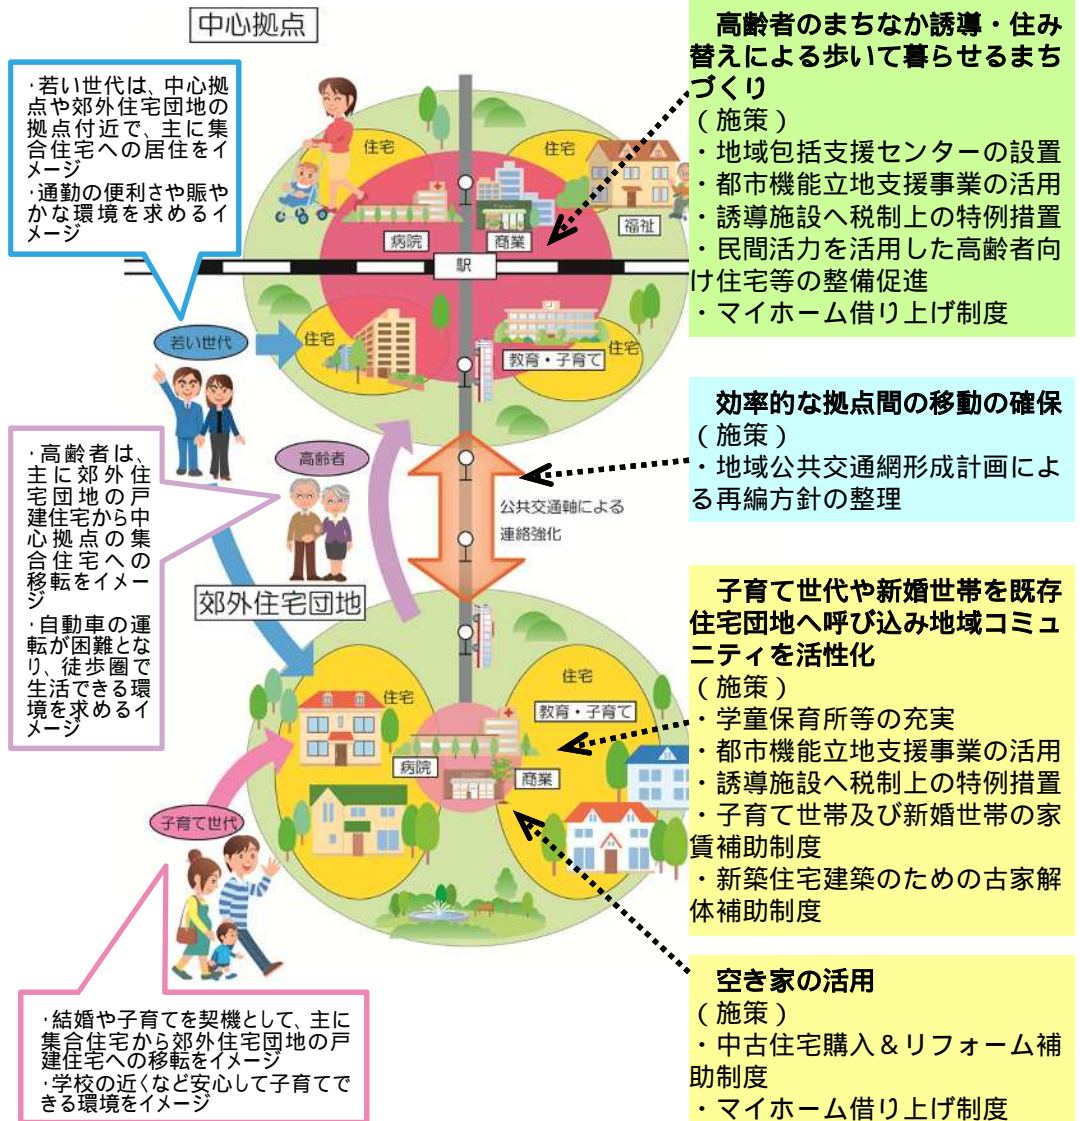 中心拠点
・若い世代は、中心拠
点や郊外住宅団地の
拠点付近で、主に集
合住宅への居住をイ
メージ
・通勤の便利さや賑や
かな環境を求めるイ
メージ
住宅
住宅
福祉
病院
商業
駅
若い世代
住宅
教育・子育て
住宅
・高齢者は、
主に郊外住
宅団地の戸
建住宅から中
心拠点の集
合住宅への
移転をイメー
ジ
・自動車の運
転が困難とな
り、徒歩圏で
生活できる環
境を求めるイ
メージ
高齢者
公共交通軸による
連絡強化
郊外住宅団地
住宅
住宅
教育・子育て
病院
商業
子育て世代
・結婚や子育てを契機として、主に
集合住宅から郊外住宅団地の戸
建住宅への移転をイメージ
・学校の近くなど安心して子育てで
きる環境をイメージ
高齢者のまちなか誘導・住み
替えによる歩いて暮らせるまち
づくり
(施策)
・地域包括支援センターの設置
・都市機能立地支援事業の活用
・誘導施設へ税制上の特例措置
・民間活力を活用した高齢者向
け住宅等の整備促進
・マイホーム借り上げ制度
効率的な拠点間の移動の確保
(施策)
・地域公共交通網形成計画によ
る再編方針の整理
子育て世代や新婚世帯を既存
住宅団地へ呼び込み地域コミュ
ニティを活性化
(施策)
・学童保育所等の充実
・都市機能立地支援事業の活用
・誘導施設へ税制上の特例措置
・子育て世帯及び新婚世帯の家
賃補助制度
・新築住宅建築のための古家解
体補助制度
空き家の活用
(施策)
・中古住宅購入&リフォーム補
助制度
・マイホーム借り上げ制度